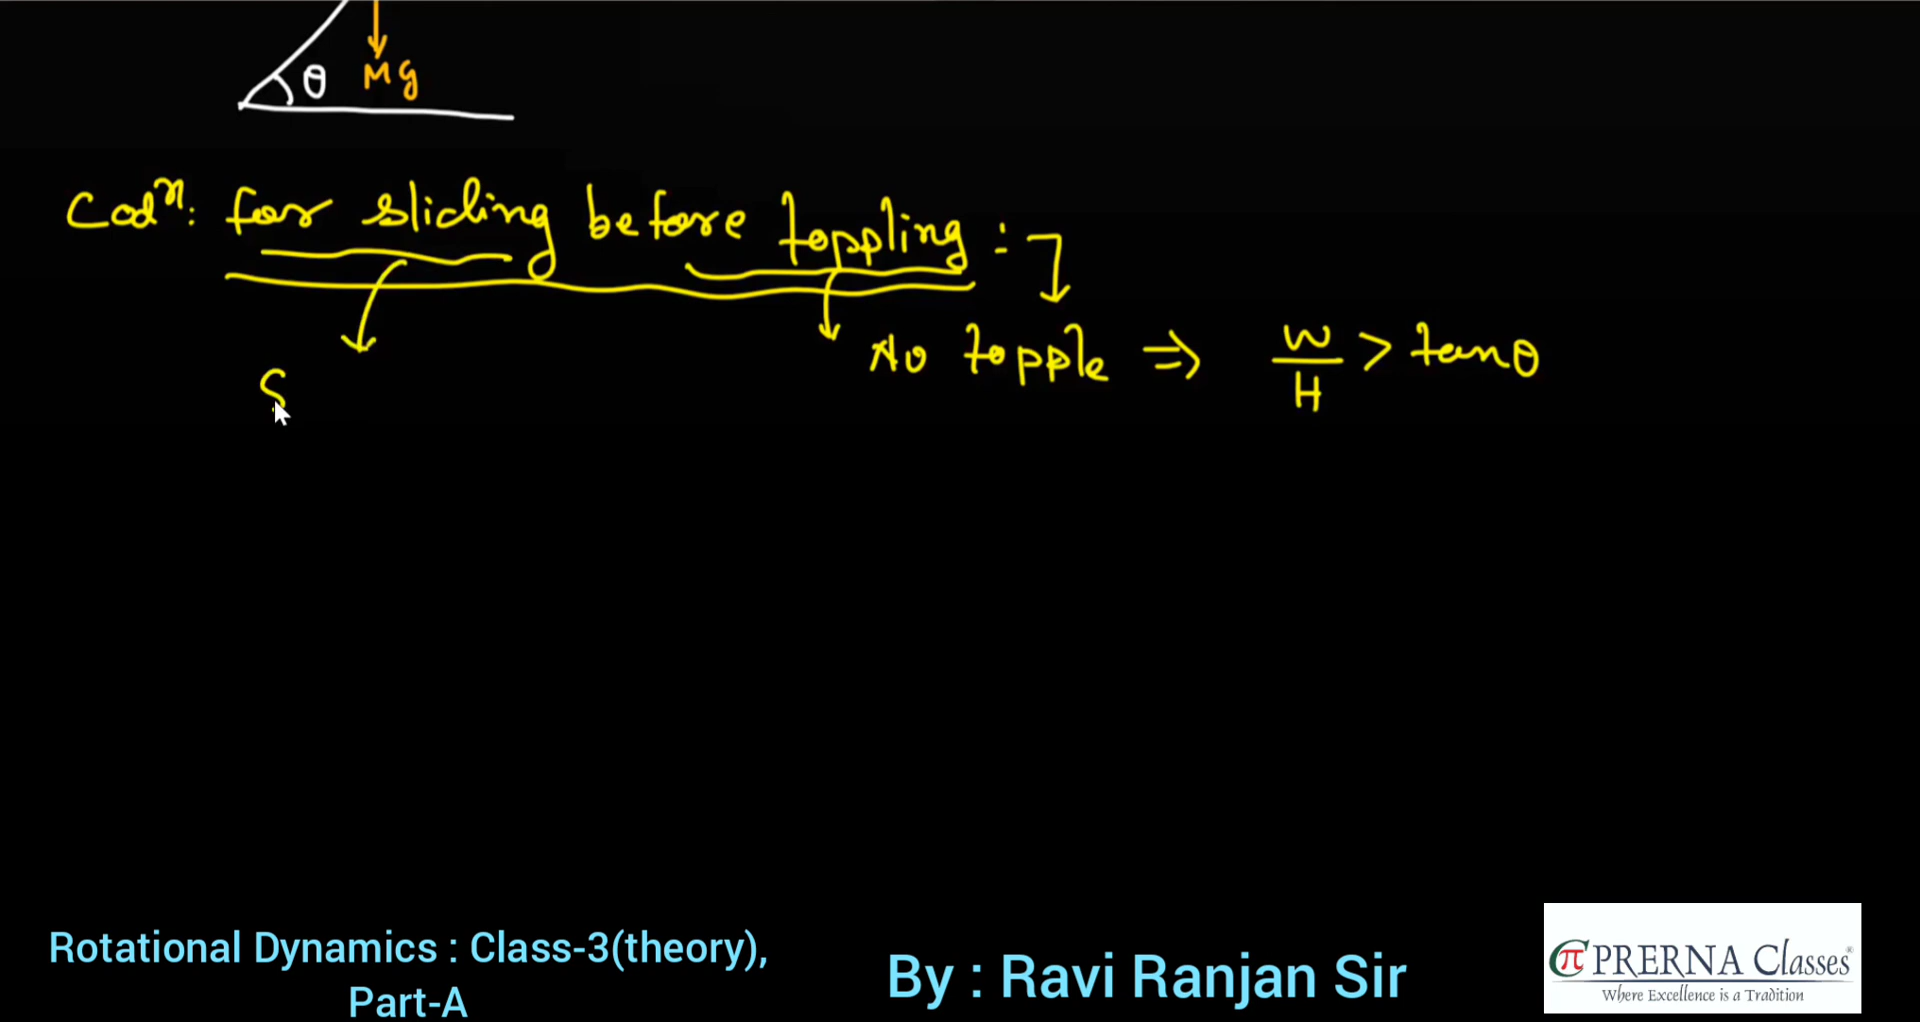 θ Mg
Codⁿ: for sliding before toppling :
No topple ⇒ W/H > tanθ
S
Rotational Dynamics : Class-3(theory),
Part-A
By : Ravi Ranjan Sir
π PRERNA Classes®
Where Excellence is a Tradition